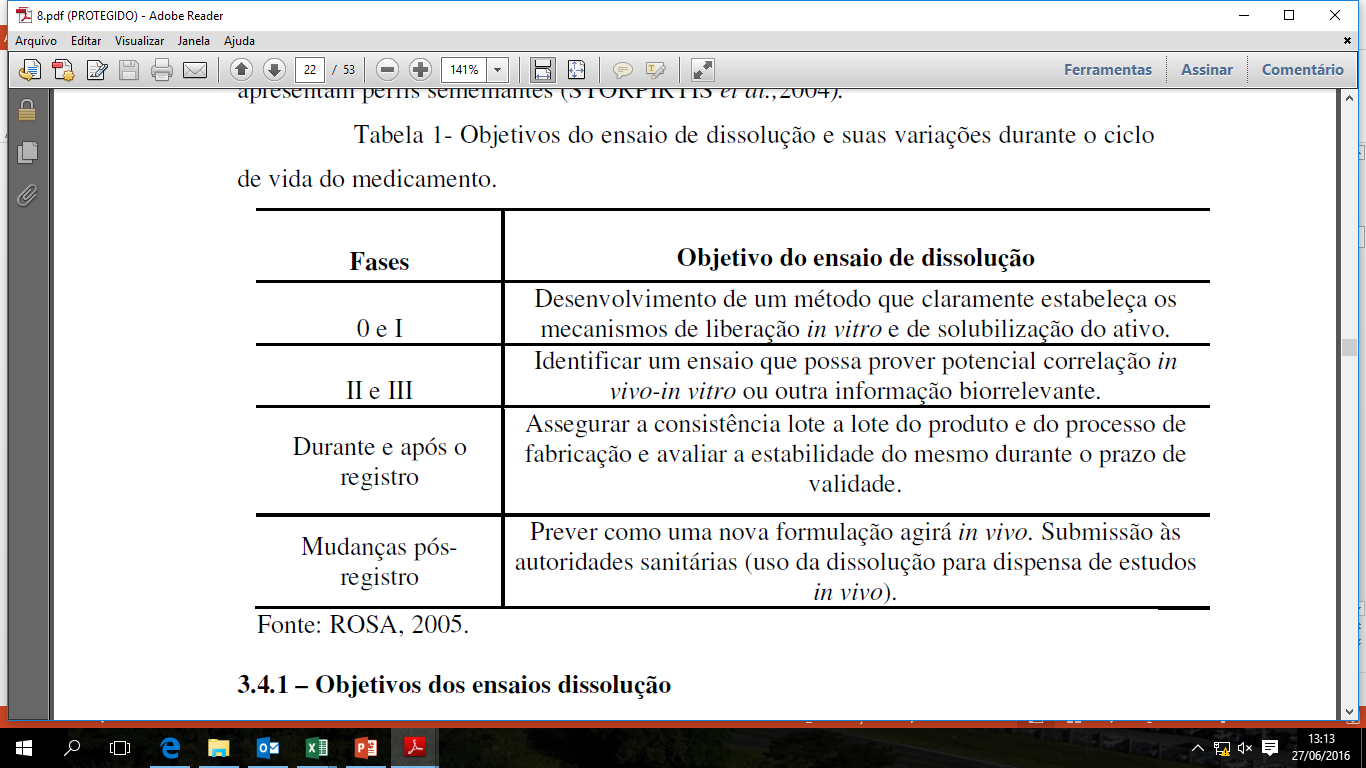 8.pdf (PROTEGIDO) - Adobe Reader
Arquivo Editar Visualizar Janela Ajuda
22 / 53 141% Ferramentas Assinar Comentário
apresentam perfis semelhantes (STORPIRTIS et al.,2004).
Tabela 1- Objetivos do ensaio de dissolução e suas variações durante o ciclo
de vida do medicamento.
Fases Objetivo do ensaio de dissolução
Desenvolvimento de um método que claramente estabeleça os
0 e I mecanismos de liberação in vitro e de solubilização do ativo.
Identificar um ensaio que possa prover potencial correlação in
II e III vivo-in vitro ou outra informação biorrelevante.
Assegurar a consistência lote a lote do produto e do processo de
Durante e após o fabricação e avaliar a estabilidade do mesmo durante o prazo de
registro validade.
Prever como uma nova formulação agirá in vivo. Submissão às
Mudanças pós- autoridades sanitárias (uso da dissolução para dispensa de estudos
registro in vivo).
Fonte: ROSA, 2005.
3.4.1 – Objetivos dos ensaios dissolução
13:13
27/06/2016